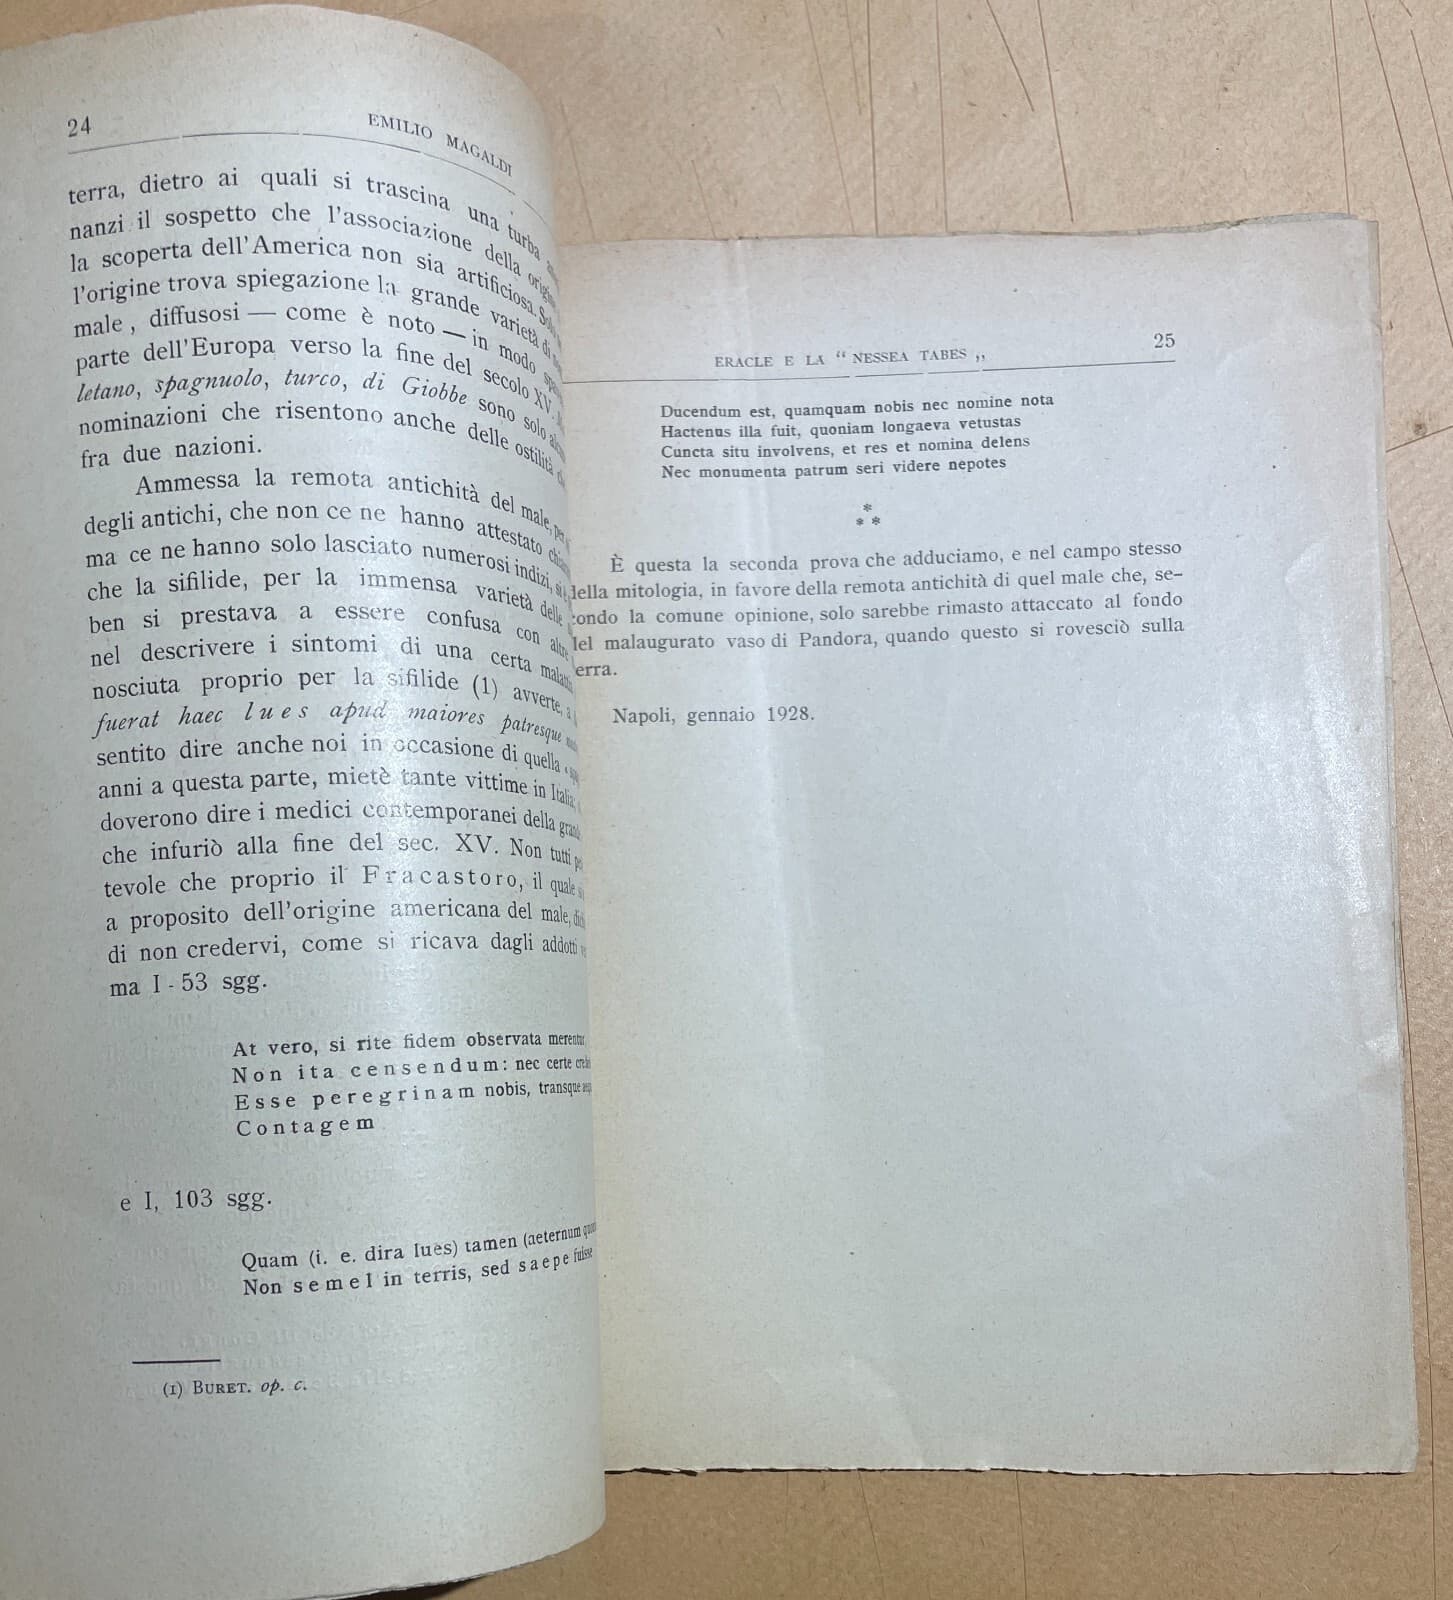 24 EMILIO MAGALDI
terra, dietro ai quali si trascina una turba
nanzi il sospetto che l'associazione della
la scoperta dell'America non sia artificiosa.
l'origine trova spiegazione la grande varietà di
male, diffusosi — come è noto — in modo
parte dell'Europa verso la fine del secolo XV.
letano, spagnuolo, turco, di Giobbe sono solo
nominazioni che risentono anche delle ostilità
fra due nazioni.
Ammessa la remota antichità del male,
degli antichi, che non ce ne hanno attestato
ma ce ne hanno solo lasciato numerosi indizi,
che la sifilide, per la immensa varietà delle
ben si prestava a essere confusa con
nel descrivere i sintomi di una certa
nosciuta proprio per la sifilide (1) avverte,
fuerat haec lues apud maiores patresque
sentito dire anche noi in occasione di quella
anni a questa parte, mietè tante vittime in Italia,
doverono dire i medici contemporanei della
che infuriò alla fine del sec. XV. Non tutti
tevole che proprio il Fracastoro, il quale
a proposito dell'origine americana del male,
di non credervi, come si ricava dagli addotti
ma I - 53 sgg.
At vero, si rite fidem observata merentur
Non ita censendum: nec certe
Esse peregrinam nobis, transque
Contagem
e I, 103 sgg.
Quam (i. e. dira lues) tamen (aeternum
Non semel in terris, sed saepe fuisse
(1) BURET. op. c.
ERACLE E LA “ NESSEA TABES „ 25
Ducendum est, quamquam nobis nec nomine nota
Hactenus illa fuit, quoniam longaeva vetustas
Cuncta situ involvens, et res et nomina delens
Nec monumenta patrum seri videre nepotes
*
* *
È questa la seconda prova che adduciamo, e nel campo stesso
della mitologia, in favore della remota antichità di quel male che, se-
condo la comune opinione, solo sarebbe rimasto attaccato al fondo
del malaugurato vaso di Pandora, quando questo si rovesciò sulla
terra.
Napoli, gennaio 1928.